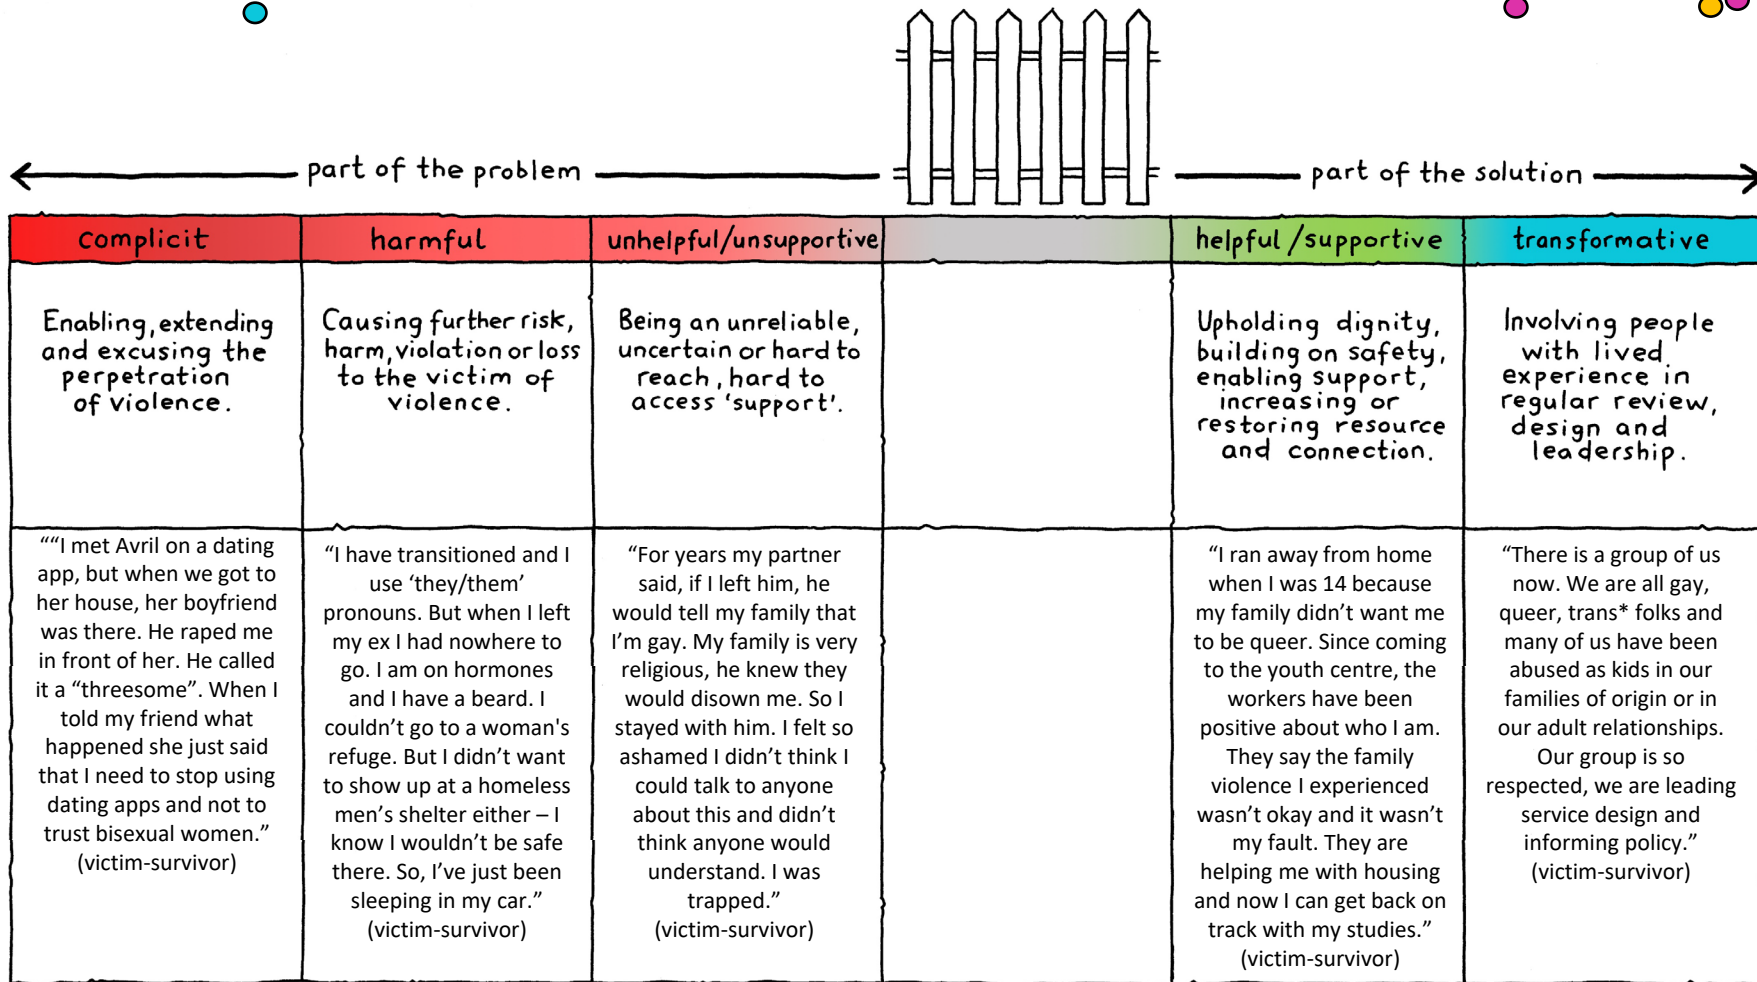 part of the problem
part of the solution
complicit
harmful
unhelpful/unsupportive
helpful/supportive
transformative
Enabling, extending
and excusing the
perpetration
of violence.
Causing further risk,
harm, violation or loss
to the victim of
violence.
Being an unreliable,
uncertain or hard to
reach, hard to
access 'support'.
Upholding dignity,
building on safety,
enabling support,
increasing or
restoring resource
and connection.
Involving people
with lived
experience in
regular review,
design and
leadership.
““I met Avril on a dating
app, but when we got to
her house, her boyfriend
was there. He raped me
in front of her. He called
it a “threesome”. When I
told my friend what
happened she just said
that I need to stop using
dating apps and not to
trust bisexual women.”
(victim-survivor)
“I have transitioned and I
use ‘they/them’
pronouns. But when I left
my ex I had nowhere to
go. I am on hormones
and I have a beard. I
couldn’t go to a woman's
refuge. But I didn’t want
to show up at a homeless
men’s shelter either – I
know I wouldn’t be safe
there. So, I’ve just been
sleeping in my car.”
(victim-survivor)
“For years my partner
said, if I left him, he
would tell my family that
I’m gay. My family is very
religious, he knew they
would disown me. So I
stayed with him. I felt so
ashamed I didn’t think I
could talk to anyone
about this and didn’t
think anyone would
understand. I was
trapped.”
(victim-survivor)
“I ran away from home
when I was 14 because
my family didn’t want me
to be queer. Since coming
to the youth centre, the
workers have been
positive about who I am.
They say the family
violence I experienced
wasn’t okay and it wasn’t
my fault. They are
helping me with housing
and now I can get back on
track with my studies.”
(victim-survivor)
“There is a group of us
now. We are all gay,
queer, trans* folks and
many of us have been
abused as kids in our
families of origin or in
our adult relationships.
Our group is so
respected, we are leading
service design and
informing policy.”
(victim-survivor)